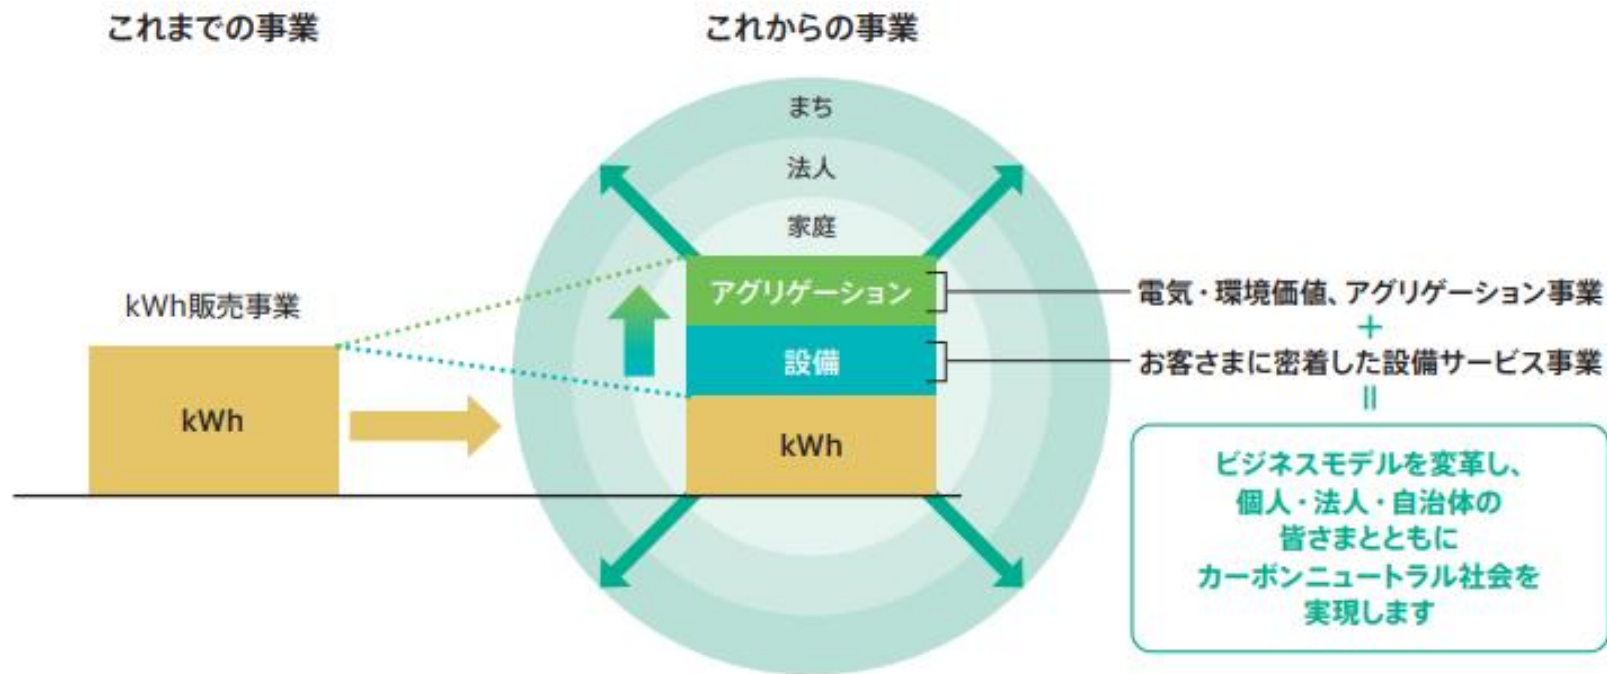 これまでの事業
これからの事業
kWh販売事業
kWh
まち
法人
家庭
アグリゲーション
設備
kWh
電気・環境価値、アグリゲーション事業
+
お客さまに密着した設備サービス事業
=
ビジネスモデルを変革し、
個人・法人・自治体の
皆さまとともに
カーボンニュートラル社会を
実現します